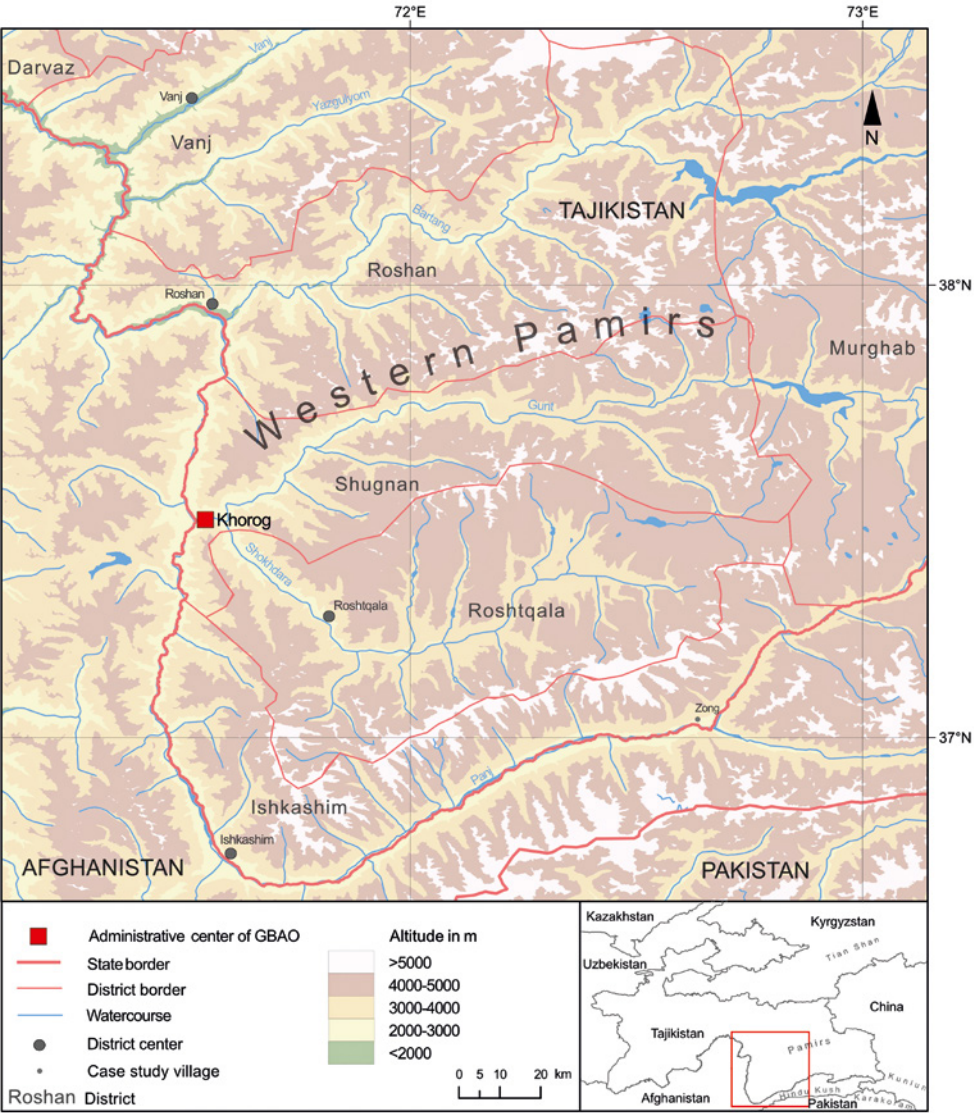 72°E
73°E
Darvaz
Vanj
Vanj
Vanj
Yazgulyom
N
TAJIKISTAN
Bartang
Roshan
38°N
Roshan
Western Pamirs
Murghab
Gunt
Shugnan
Khorog
Shokhdara
Roshtqala
Roshtqala
Zong
37°N
Panj
Ishkashim
Ishkashim
AFGHANISTAN
PAKISTAN
Administrative center of GBAO
State border
District border
Watercourse
District center
Case study village
Roshan District
Altitude in m
>5000
4000-5000
3000-4000
2000-3000
<2000
0 5 10 20 km
Kazakhstan
Kyrgyzstan
Tian Shan
Uzbekistan
China
Tajikistan
Pamirs
Kunlun
Hindu Kush
Karakoram
Afghanistan
Pakistan